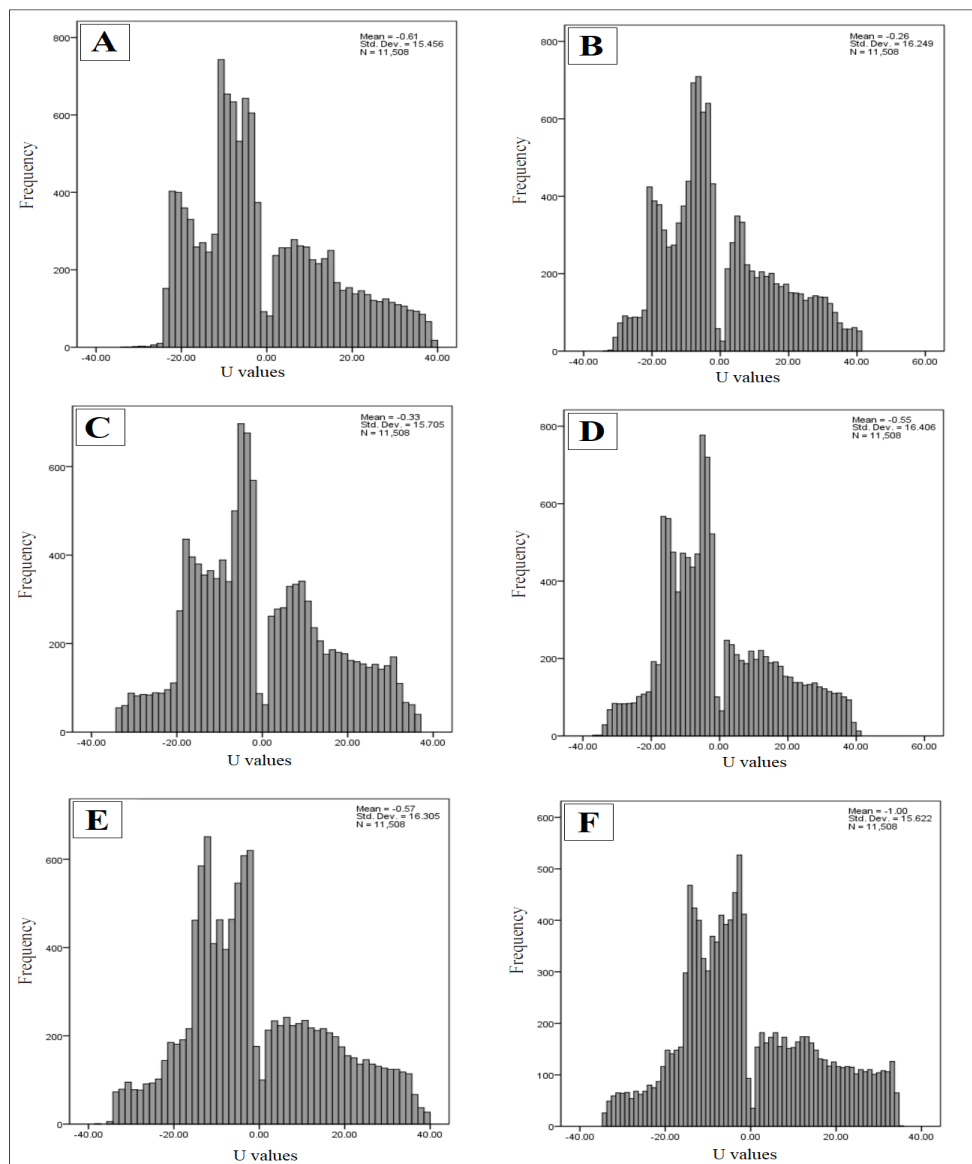 A
Mean = -0.61
Std. Dev. = 15.456
N = 11,508
Frequency
800
600
400
200
0
-40.00 -20.00 0.00 20.00 40.00
U values
B
Mean = -0.26
Std. Dev. = 16.249
N = 11,508
Frequency
800
600
400
200
0
-40.00 -20.00 0.00 20.00 40.00 60.00
U values
C
Mean = -0.33
Std. Dev. = 15.705
N = 11,508
Frequency
600
400
200
0
-40.00 -20.00 0.00 20.00 40.00
U values
D
Mean = -0.55
Std. Dev. = 16.406
N = 11,508
Frequency
800
600
400
200
0
-40.00 -20.00 0.00 20.00 40.00 60.00
U values
E
Mean = -0.57
Std. Dev. = 16.305
N = 11,508
Frequency
600
400
200
0
-40.00 -20.00 0.00 20.00 40.00
U values
F
Mean = -1.00
Std. Dev. = 15.622
N = 11,508
Frequency
600
500
400
300
200
100
0
-40.00 -20.00 0.00 20.00 40.00
U values